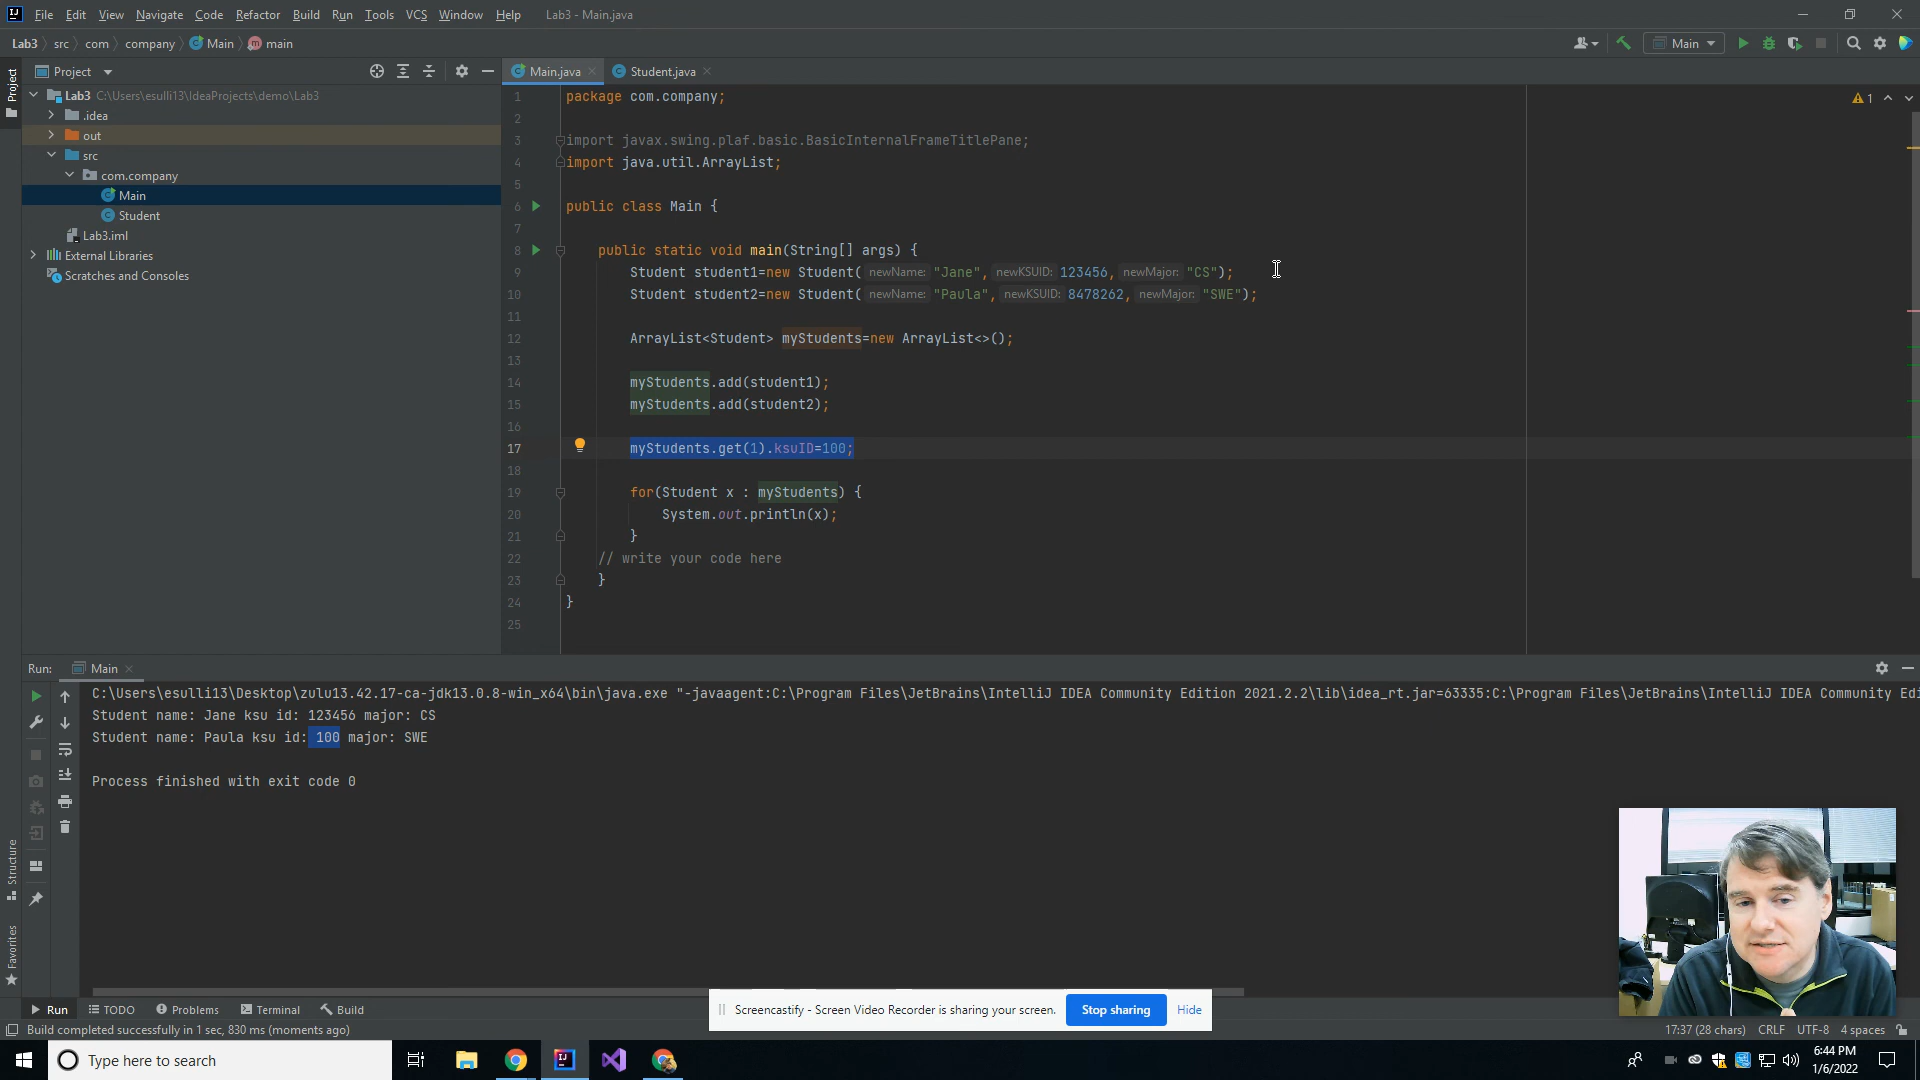 File Edit View Navigate Code Refactor Build Run Tools VCS Window Help Lab3 - Main.java
Lab3 src com company Main main
Main
Project
Main.java Student.java
Project
Lab3 C:\Users\esulli13\IdeaProjects\demo\Lab3
.idea
out
src
com.company
Main
Student
Lab3.iml
External Libraries
Scratches and Consoles
1 package com.company;
2
3 import javax.swing.plaf.basic.BasicInternalFrameTitlePane;
4 import java.util.ArrayList;
5
6 public class Main {
7
8 public static void main(String[] args) {
9 Student student1=new Student( newName: "Jane", newKSUID: 123456, newMajor: "CS");
10 Student student2=new Student( newName: "Paula", newKSUID: 8478262, newMajor: "SWE");
11
12 ArrayList<Student> myStudents=new ArrayList<>();
13
14 myStudents.add(student1);
15 myStudents.add(student2);
16
17 myStudents.get(1).ksuID=100;
18
19 for(Student x : myStudents) {
20 System.out.println(x);
21 }
22 // write your code here
23 }
24 }
25
1
Run: Main
C:\Users\esulli13\Desktop\zulu13.42.17-ca-jdk13.0.8-win_x64\bin\java.exe "-javaagent:C:\Program Files\JetBrains\IntelliJ IDEA Community Edition 2021.2.2\lib\idea_rt.jar=63335:C:\Program Files\JetBrains\IntelliJ IDEA Community Edi
Student name: Jane ksu id: 123456 major: CS
Student name: Paula ksu id: 100 major: SWE
Process finished with exit code 0
Structure
Favorites
Run TODO Problems Terminal Build
Screencastify - Screen Video Recorder is sharing your screen. Stop sharing Hide
Build completed successfully in 1 sec, 830 ms (moments ago)
17:37 (28 chars) CRLF UTF-8 4 spaces
Type here to search
6:44 PM
1/6/2022